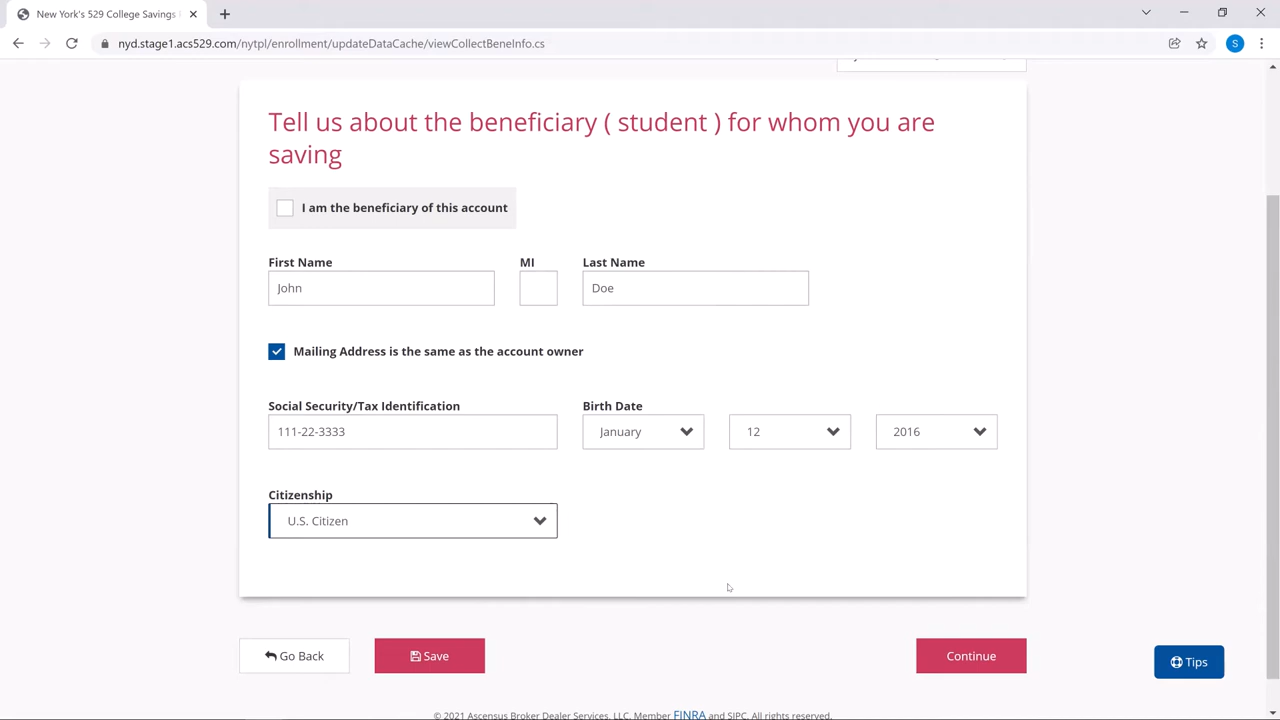 New York's 529 College Savings
nyd.stage1.acs529.com/nytpl/enrollment/updateDataCache/viewCollectBeneInfo.cs
S
Tell us about the beneficiary ( student ) for whom you are
saving
I am the beneficiary of this account
First Name
MI
Last Name
John
Doe
Mailing Address is the same as the account owner
Social Security/Tax Identification
Birth Date
111-22-3333
January
12
2016
Citizenship
U.S. Citizen
Go Back
Save
Continue
Tips
© 2021 Ascensus Broker Dealer Services, LLC. Member FINRA and SIPC. All rights reserved.